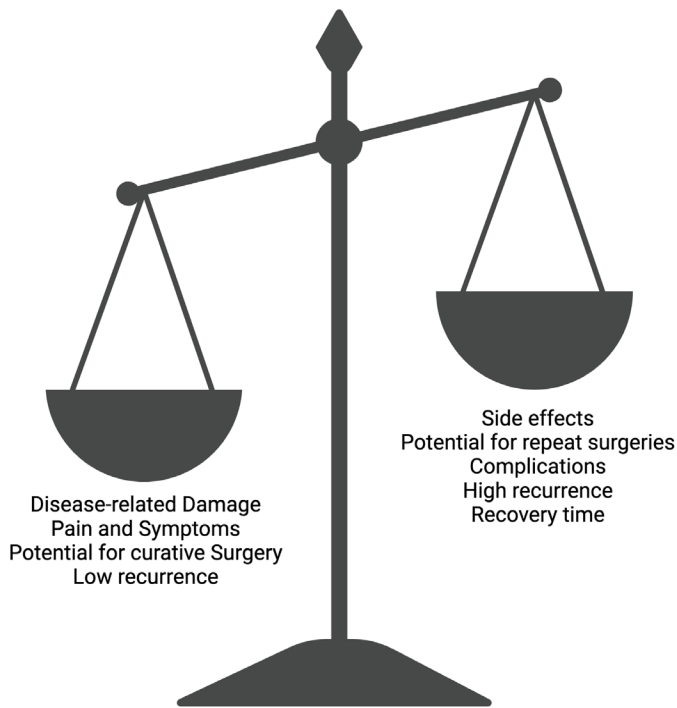 Disease-related Damage
Pain and Symptoms
Potential for curative Surgery
Low recurrence
Side effects
Potential for repeat surgeries
Complications
High recurrence
Recovery time